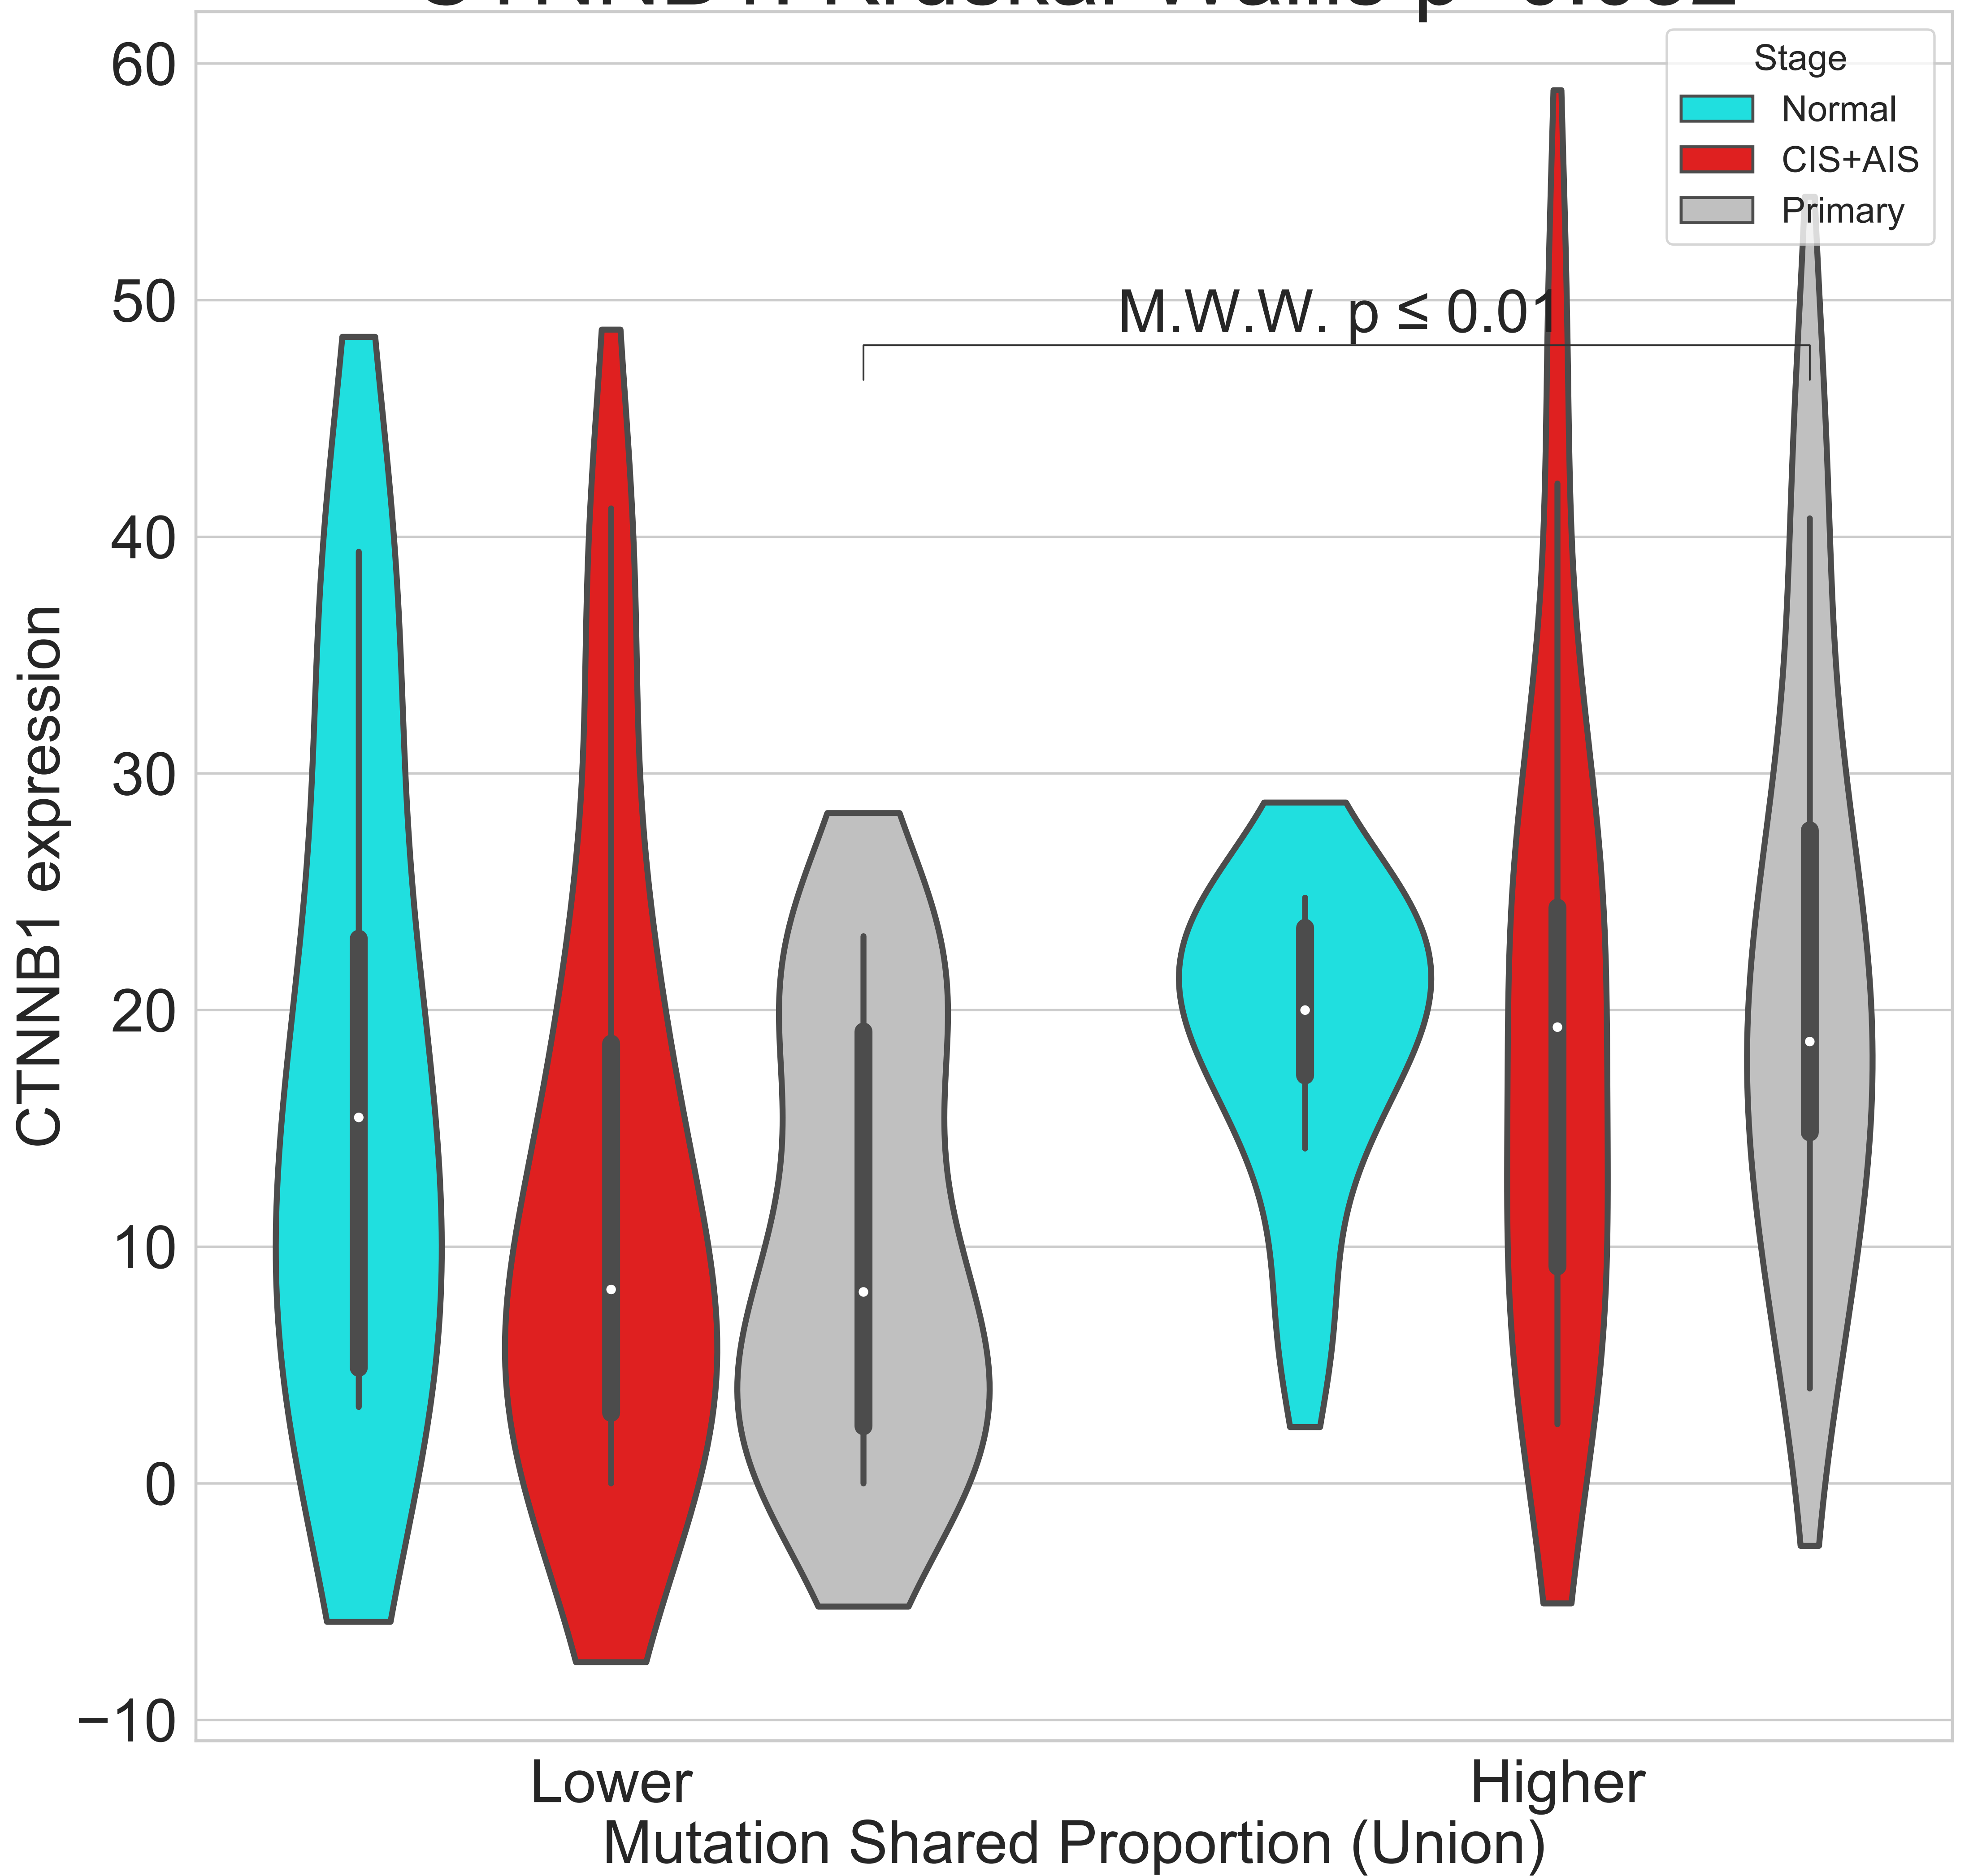 60
50
40
30
20
10
0
−10
CTNNB1 expression
Stage
Normal
CIS+AIS
Primary
M.W.W. p ≤ 0.01
Lower
Higher
Mutation Shared Proportion (Union)